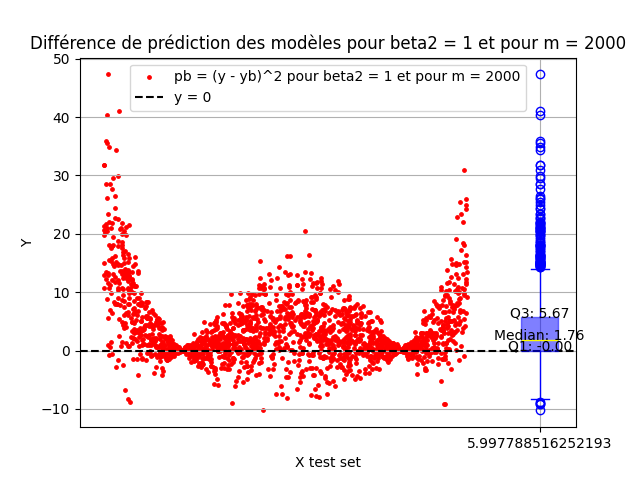 Différence de prédiction des modèles pour beta2 = 1 et pour m = 2000
50
40
30
20
10
0
−10
Y
pb = (y - yb)^2 pour beta2 = 1 et pour m = 2000
y = 0
Q3: 5.67
Median: 1.76
Q1: -0.00
5.997788516252193
X test set